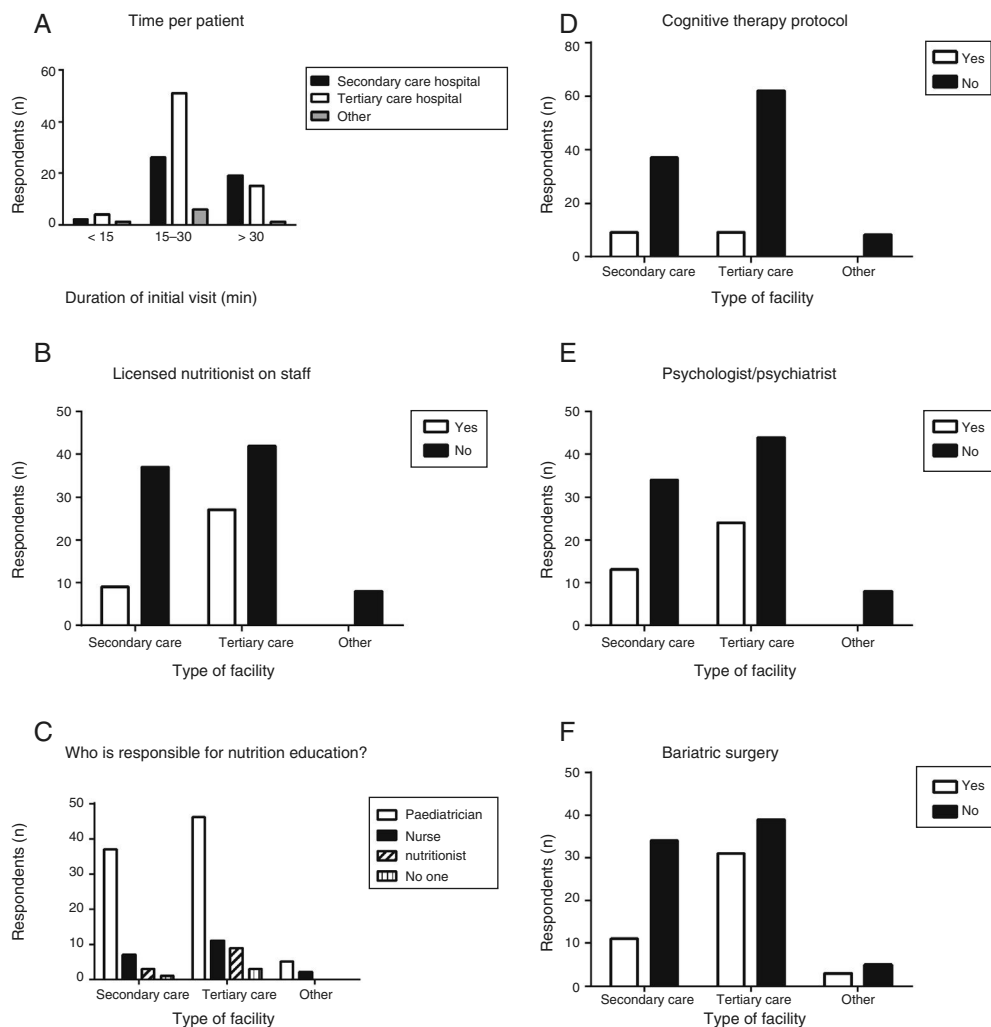 A
Time per patient
Respondents (n)
60
40
20
0
< 15
15–30
> 30
Duration of initial visit (min)
Secondary care hospital
Tertiary care hospital
Other
B
Licensed nutritionist on staff
Respondents (n)
50
40
30
20
10
0
Secondary care
Tertiary care
Other
Type of facility
Yes
No
C
Who is responsible for nutrition education?
Respondents (n)
50
40
30
20
10
0
Secondary care
Tertiary care
Other
Type of facility
Paediatrician
Nurse
nutritionist
No one
D
Cognitive therapy protocol
Respondents (n)
80
60
40
20
0
Secondary care
Tertiary care
Other
Type of facility
Yes
No
E
Psychologist/psychiatrist
Respondents (n)
50
40
30
20
10
0
Secondary care
Tertiary care
Other
Type of facility
Yes
No
F
Bariatric surgery
Respondents (n)
50
40
30
20
10
0
Secondary care
Tertiary care
Other
Type of facility
Yes
No